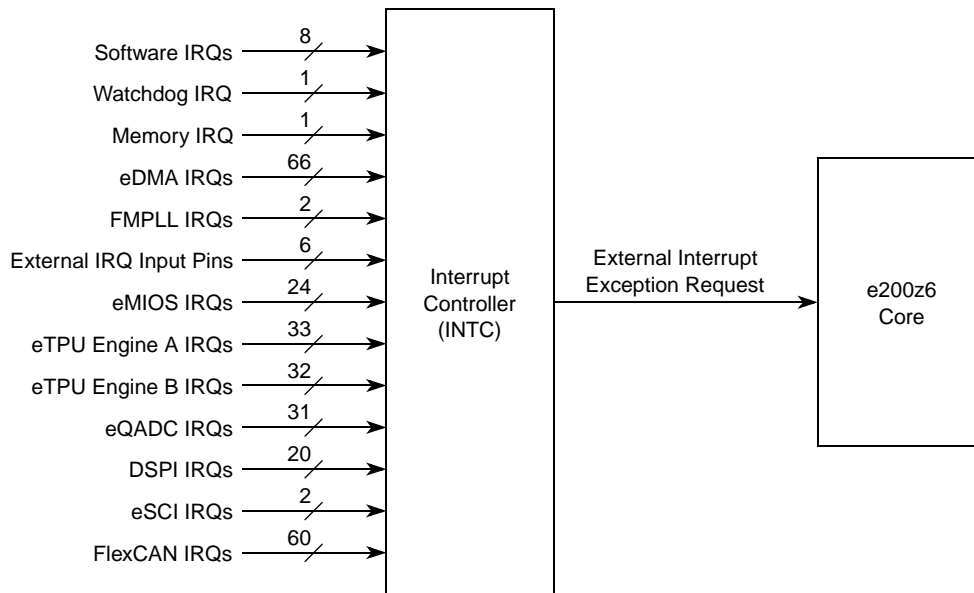 Software IRQs 8
Watchdog IRQ 1
Memory IRQ 1
eDMA IRQs 66
FMPLL IRQs 2
External IRQ Input Pins 6
eMIOS IRQs 24
eTPU Engine A IRQs 33
eTPU Engine B IRQs 32
eQADC IRQs 31
DSPI IRQs 20
eSCI IRQs 2
FlexCAN IRQs 60
Interrupt
Controller
(INTC)
External Interrupt
Exception Request
e200z6
Core